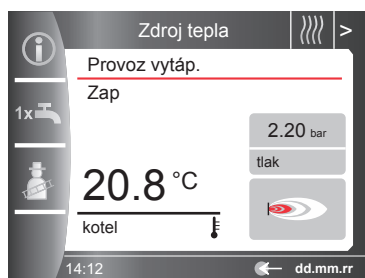 Zdroj tepla
>
Provoz vytáp.
Zap
1x
2.20 bar
tlak
20.8 °C
kotel
14:12
dd.mm.rr